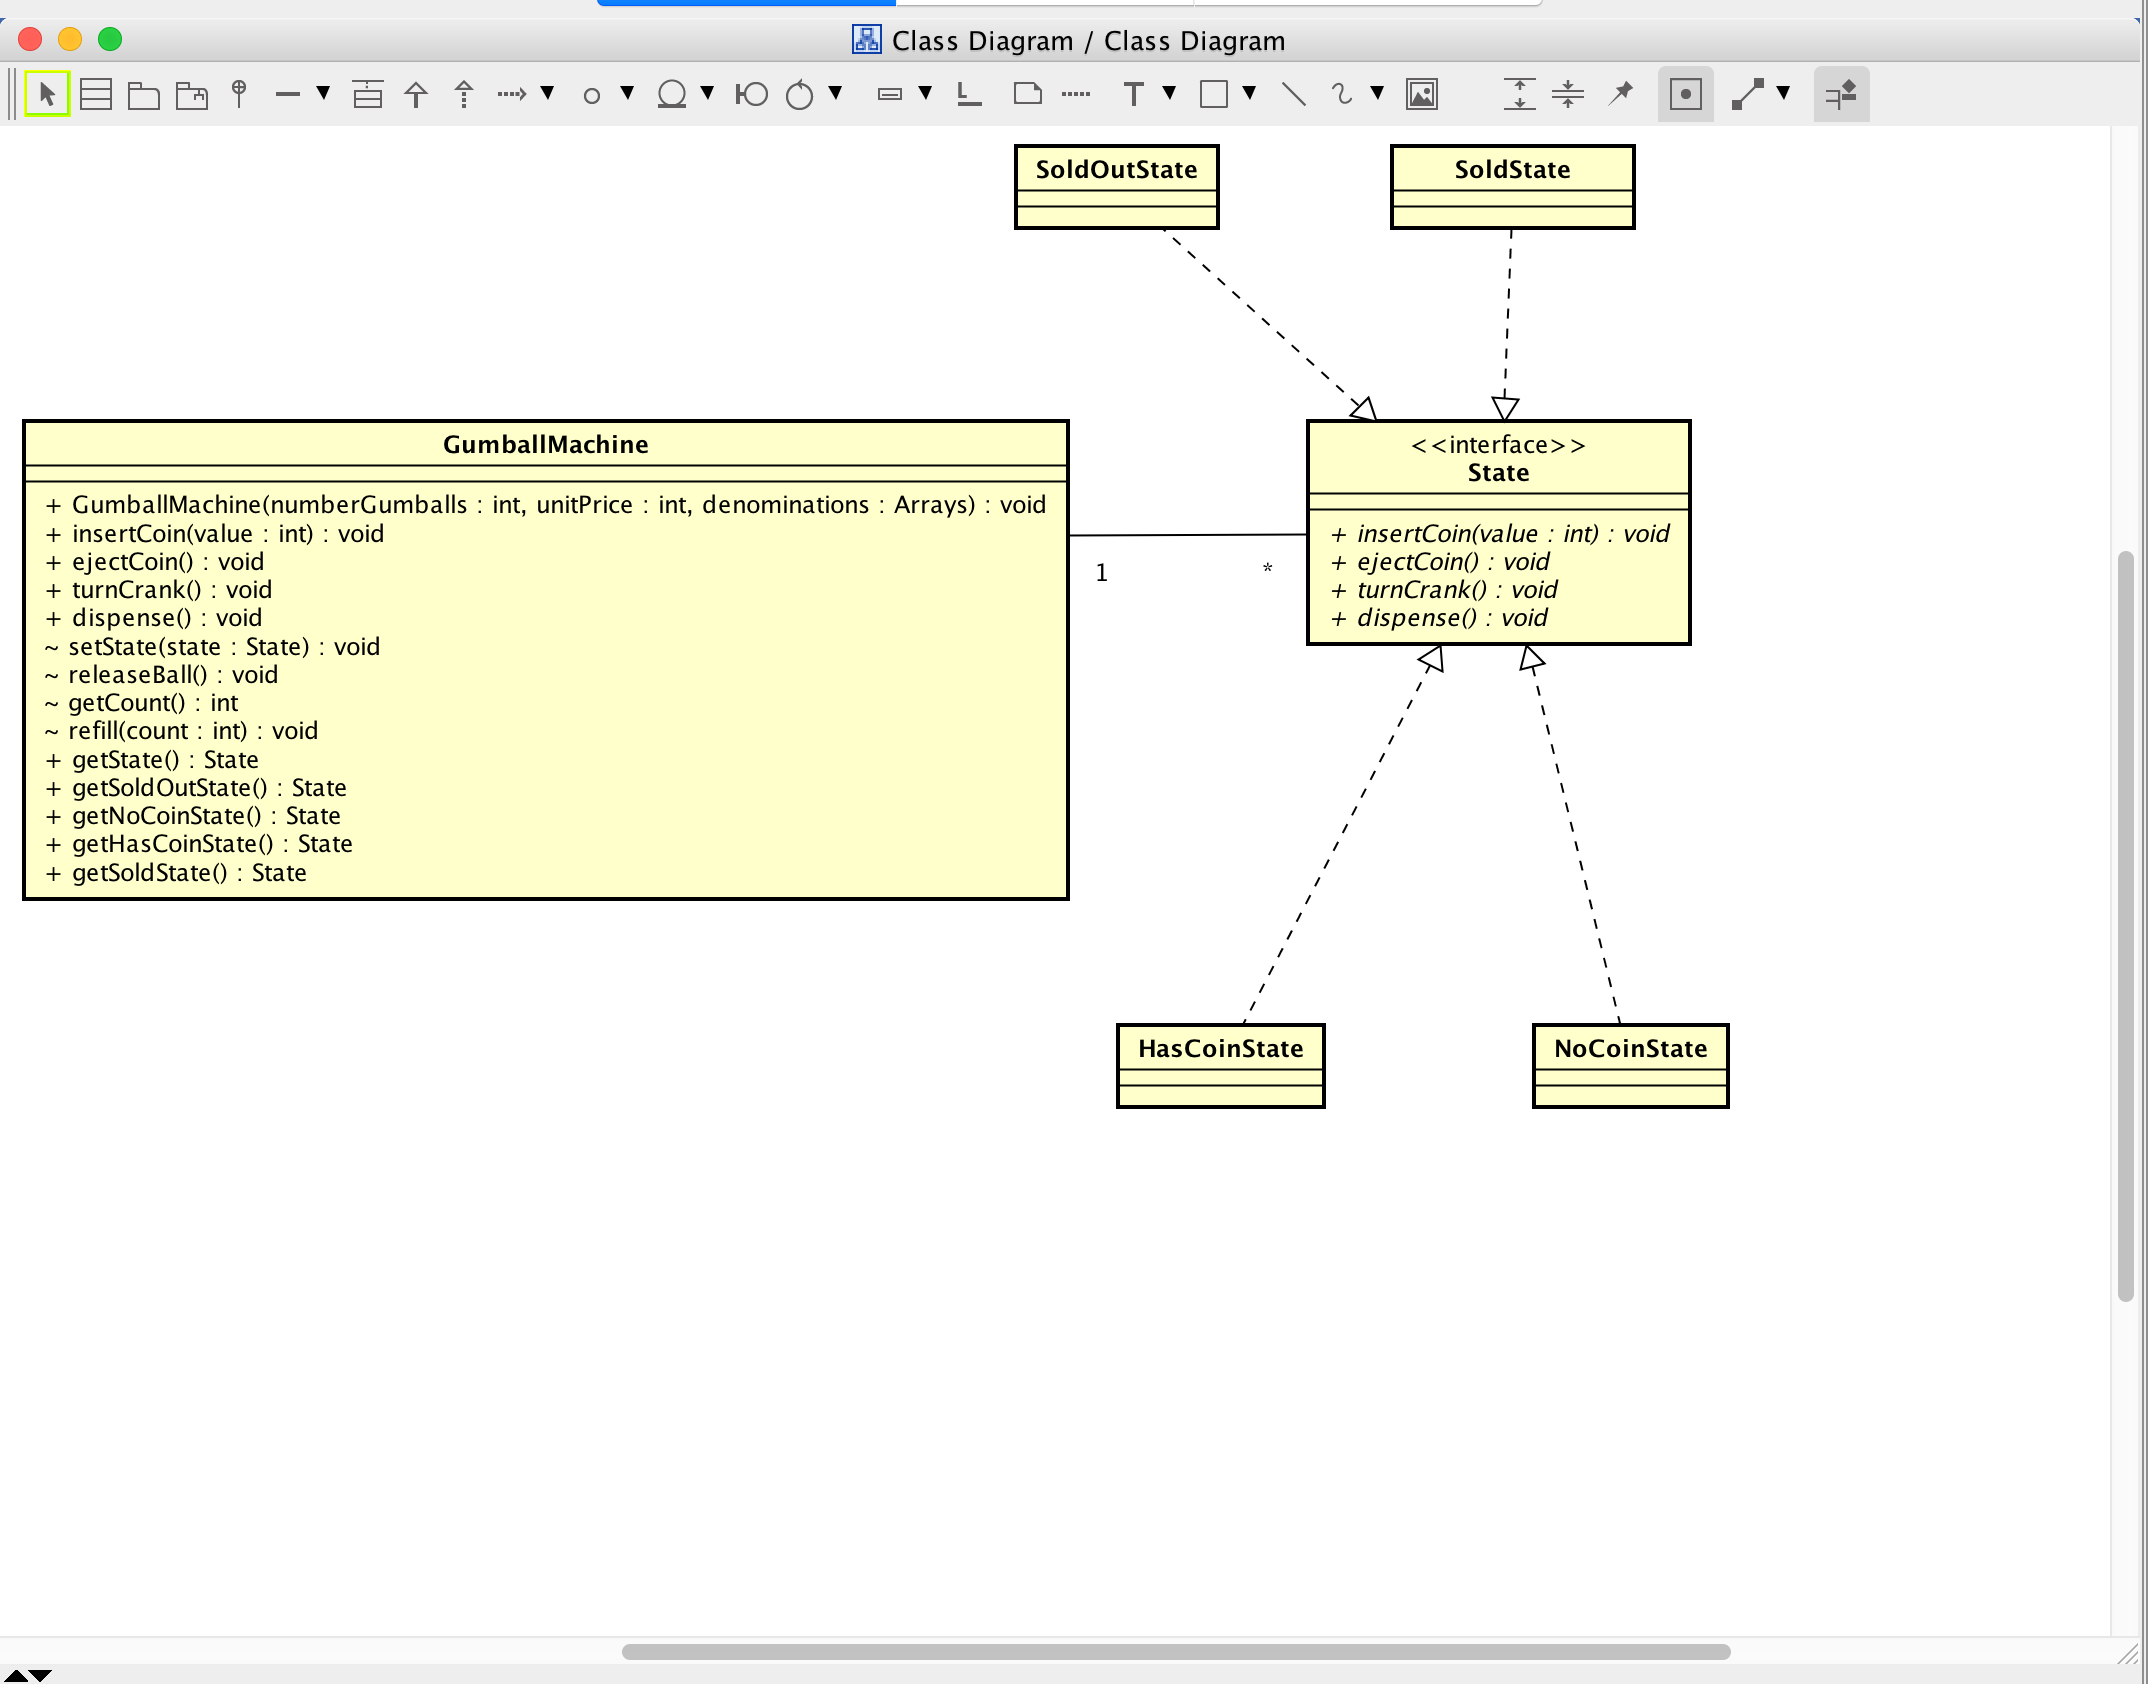 Class Diagram / Class Diagram
SoldOutState
SoldState
GumballMachine
+ GumballMachine(numberGumballs : int, unitPrice : int, denominations : Arrays) : void
+ insertCoin(value : int) : void
+ ejectCoin() : void
+ turnCrank() : void
+ dispense() : void
~ setState(state : State) : void
~ releaseBall() : void
~ getCount() : int
~ refill(count : int) : void
+ getState() : State
+ getSoldOutState() : State
+ getNoCoinState() : State
+ getHasCoinState() : State
+ getSoldState() : State
1
*
<<interface>>
State
+ insertCoin(value : int) : void
+ ejectCoin() : void
+ turnCrank() : void
+ dispense() : void
HasCoinState
NoCoinState